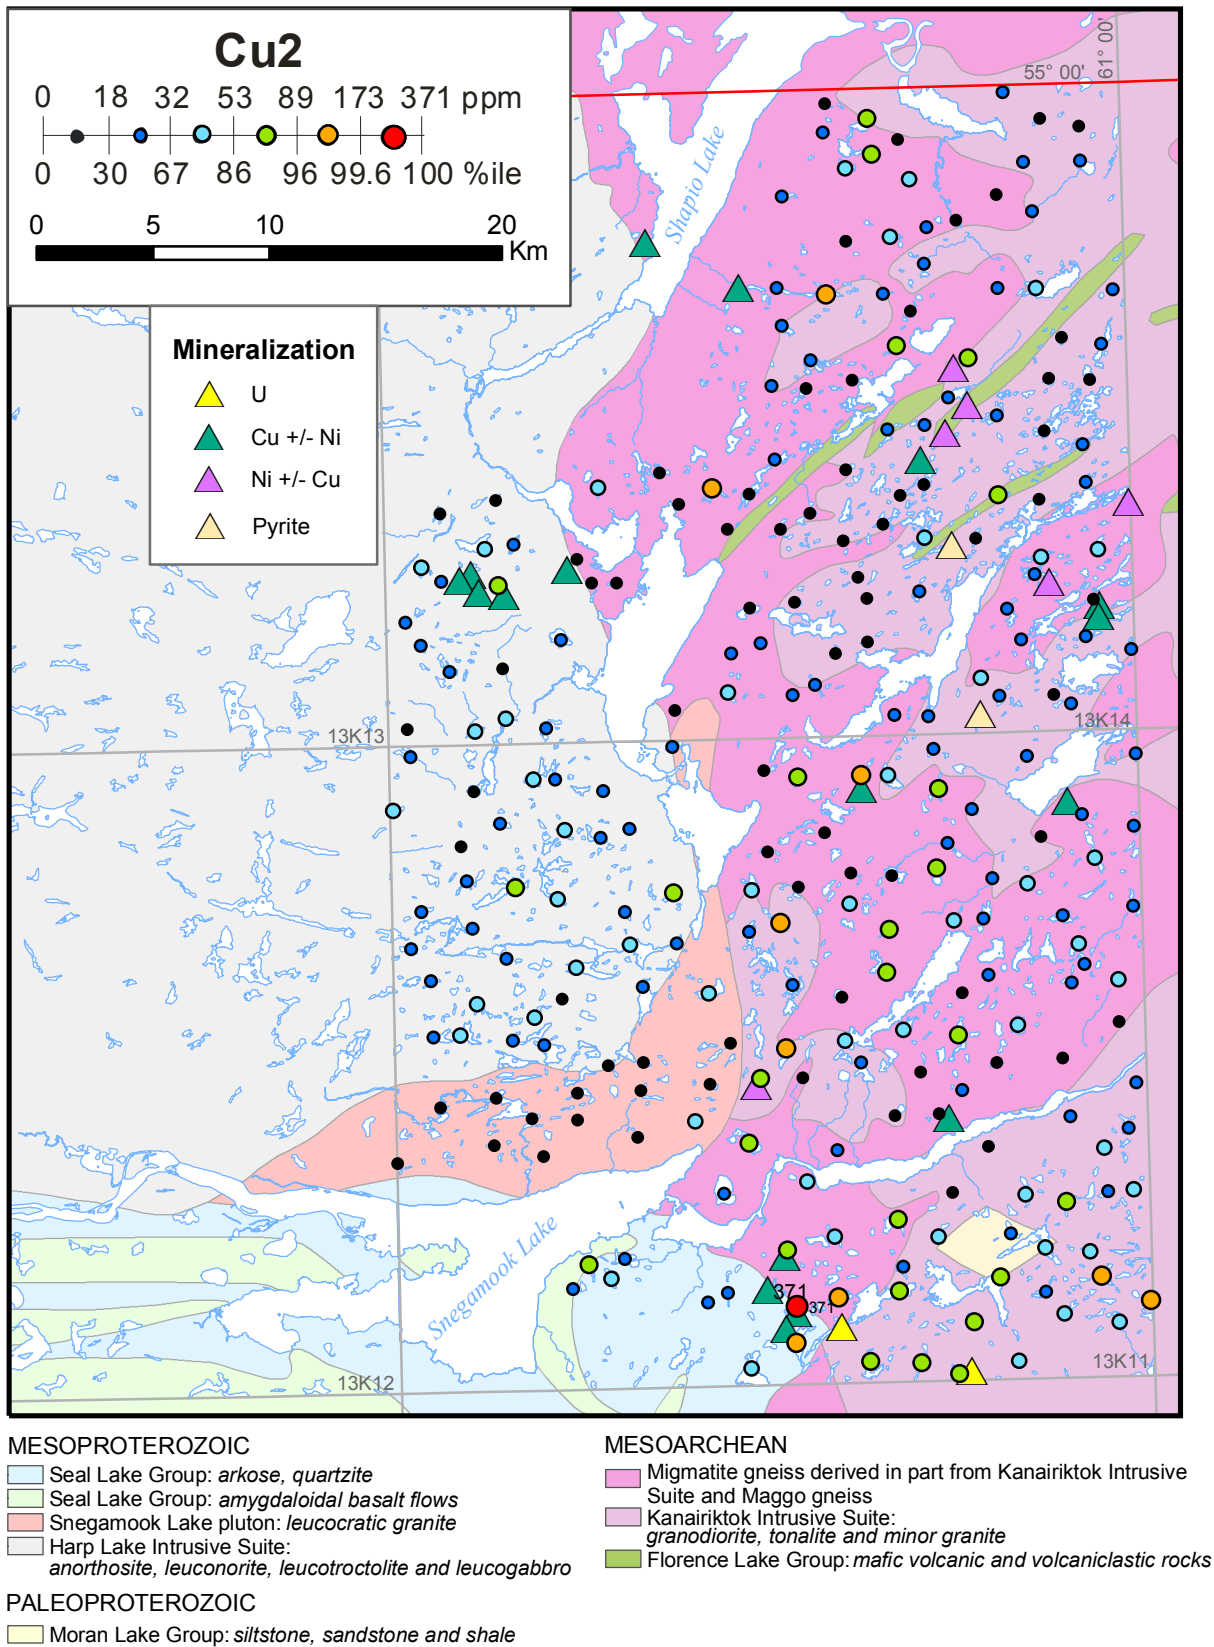 Cu2
0 18 32 53 89 173 371 ppm
0 30 67 86 96 99.6 100 %ile
0 5 10 20
Km
Mineralization
U
Cu +/- Ni
Ni +/- Cu
Pyrite
55° 00'
61° 00'
Shapio Lake
13K13
13K14
Snegamook Lake
371
371
13K12
13K11
MESOPROTEROZOIC
Seal Lake Group: arkose, quartzite
Seal Lake Group: amygdaloidal basalt flows
Snegamook Lake pluton: leucocratic granite
Harp Lake Intrusive Suite:
anorthosite, leuconorite, leucotroctolite and leucogabbro
PALEOPROTEROZOIC
Moran Lake Group: siltstone, sandstone and shale
MESOARCHEAN
Migmatite gneiss derived in part from Kanairiktok Intrusive
Suite and Maggo gneiss
Kanairiktok Intrusive Suite:
granodiorite, tonalite and minor granite
Florence Lake Group: mafic volcanic and volcaniclastic rocks